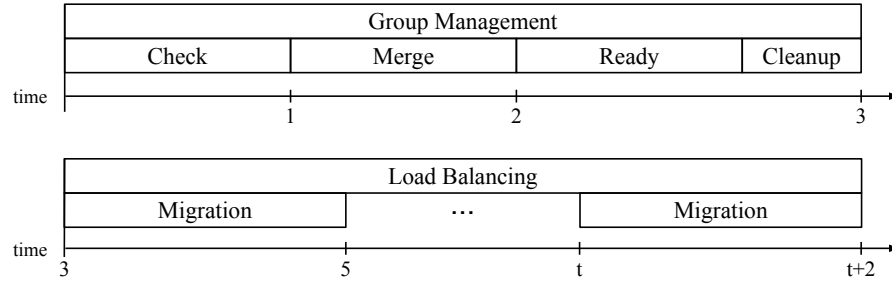 Group Management
Check Merge Ready Cleanup
time
1 2 3
Load Balancing
Migration ... Migration
time
3 5 t t+2